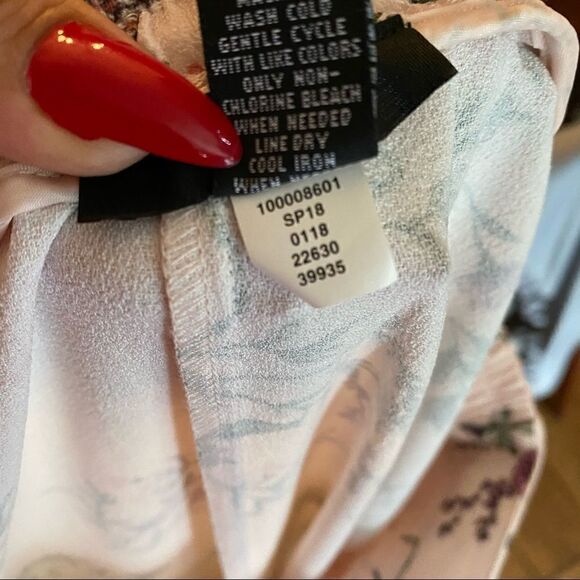 WASH COLD
GENTLE CYCLE
WITH LIKE COLORS
ONLY NON-
CHLORINE BLEACH
WHEN NEEDED
LINE DRY
COOL IRON
WHEN
100008601
SP18
0118
22630
39935